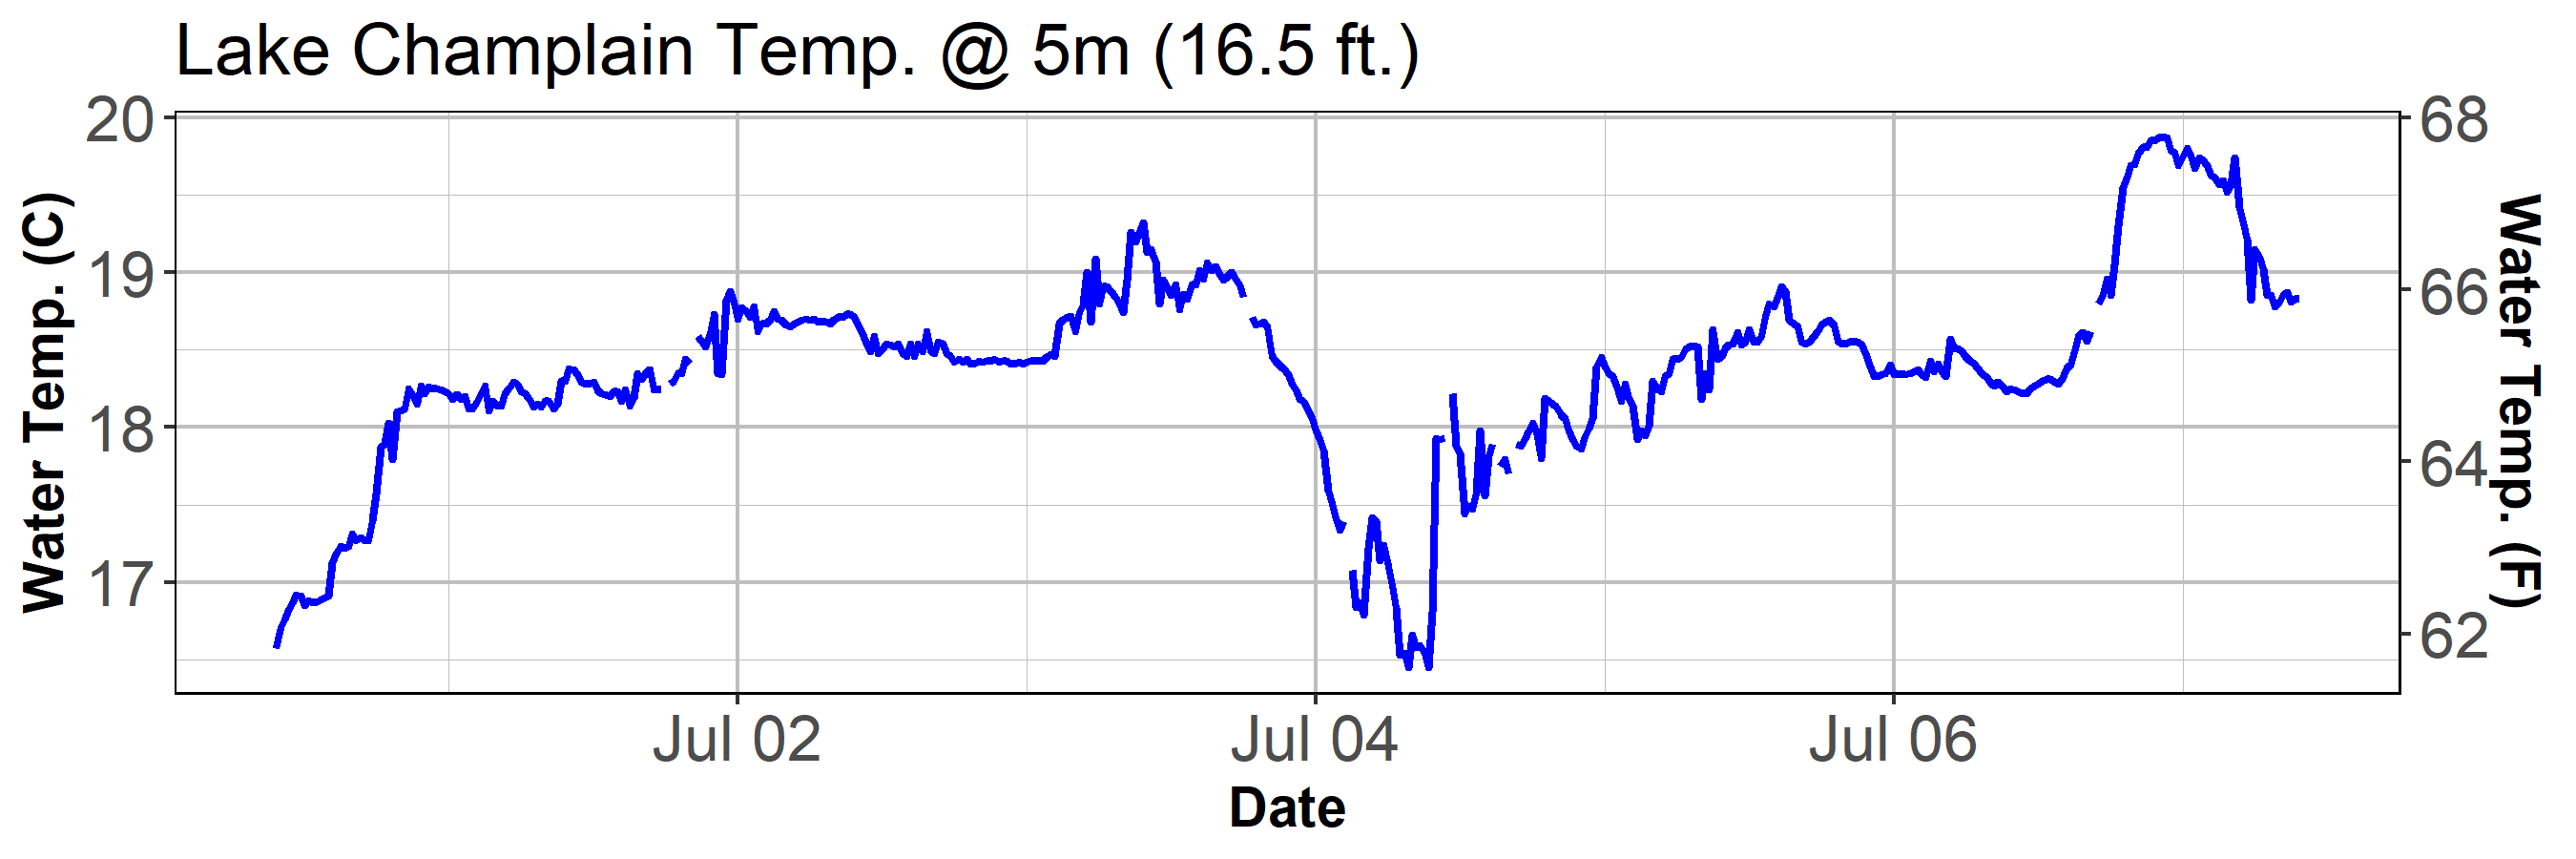 Lake Champlain Temp. @ 5m (16.5 ft.)
Water Temp. (C)
20
19
18
17
68
66
64
62
Water Temp. (F)
Jul 02
Jul 04
Jul 06
Date